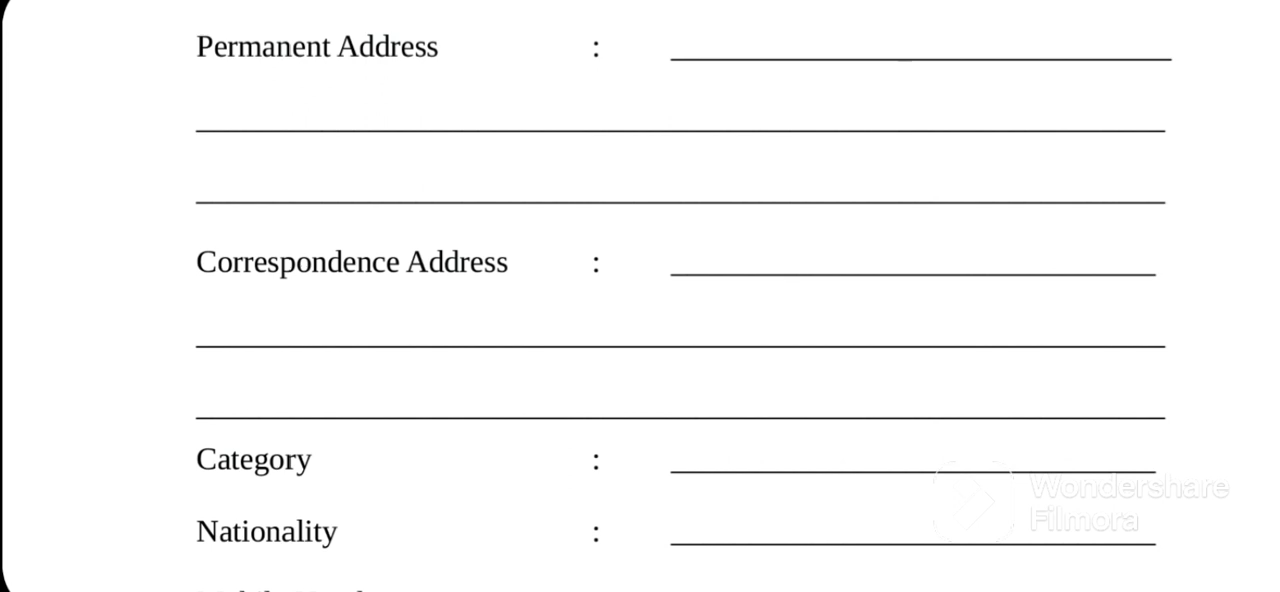 Permanent Address :
Correspondence Address :
Category :
Wondershare
Filmora
Nationality :